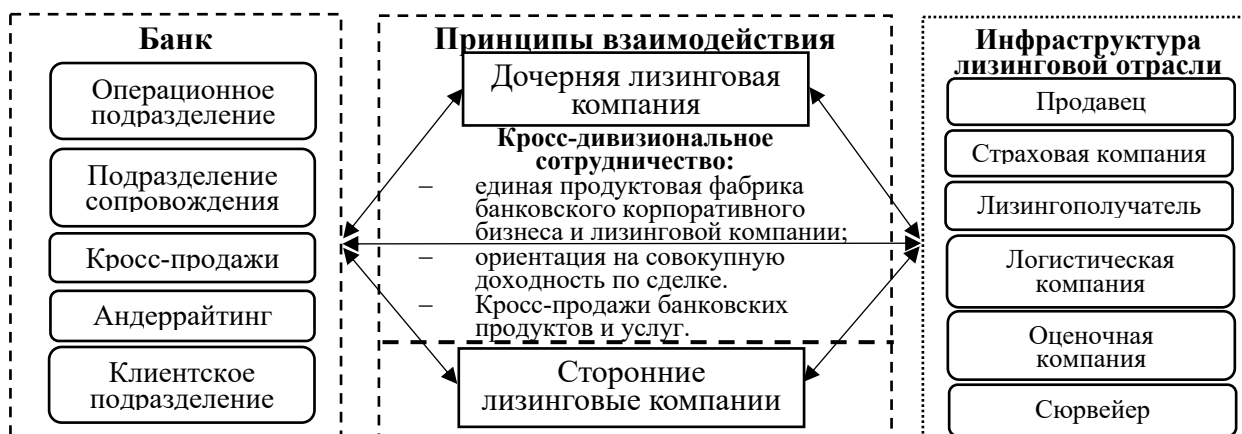 Банк
Операционное
подразделение
Подразделение
сопровождения
Кросс-продажи
Андеррайтинг
Клиентское
подразделение
Принципы взаимодействия
Дочерняя лизинговая
компания
Кросс-дивизиональное
сотрудничество:
– единая продуктовая фабрика
банковского корпоративного
бизнеса и лизинговой компании;
– ориентация на совокупную
доходность по сделке.
– Кросс-продажи банковских
продуктов и услуг.
Сторонние
лизинговые компании
Инфраструктура
лизинговой отрасли
Продавец
Страховая компания
Лизингополучатель
Логистическая
компания
Оценочная
компания
Сюрвейер